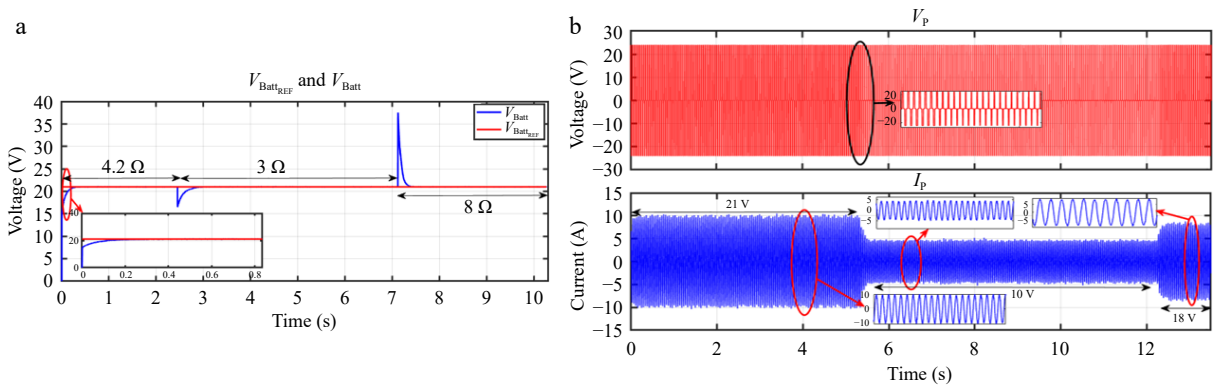 a
V_BattREF and V_Batt
Voltage (V)
40
35
30
25
20
15
10
5
0
V_Batt
V_BattREF
4.2 Ω
3 Ω
8 Ω
40
20
0
0 0.2 0.4 0.6 0.8
0 1 2 3 4 5 6 7 8 9 10
Time (s)
b
V_P
Voltage (V)
30
20
10
0
−10
−20
−30
20
0
−20
I_P
Current (A)
15
10
5
0
−5
−10
−15
21 V
5
0
−5
5
0
−5
10
0
−10
10 V
18 V
0 2 4 6 8 10 12
Time (s)